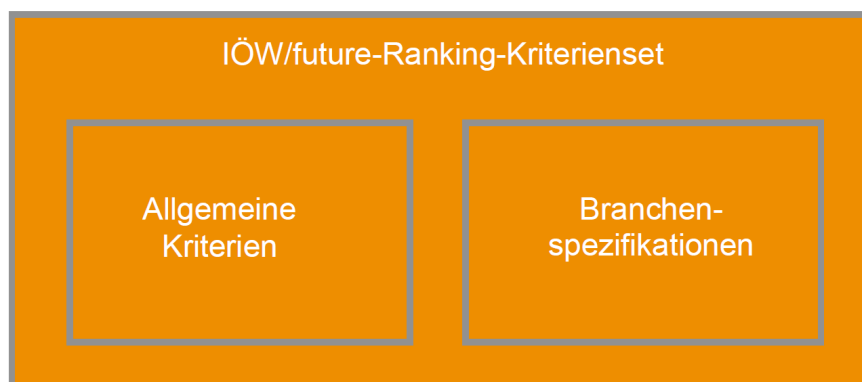 IÖW/future-Ranking-Kriterienset
Allgemeine
Kriterien
Branchen-
spezifikationen